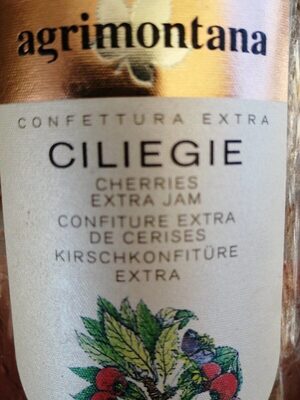 agrimontana
CONFETTURA EXTRA
CILIEGIE
CHERRIES
EXTRA JAM
CONFITURE EXTRA
DE CERISES
KIRSCHKONFITÜRE
EXTRA